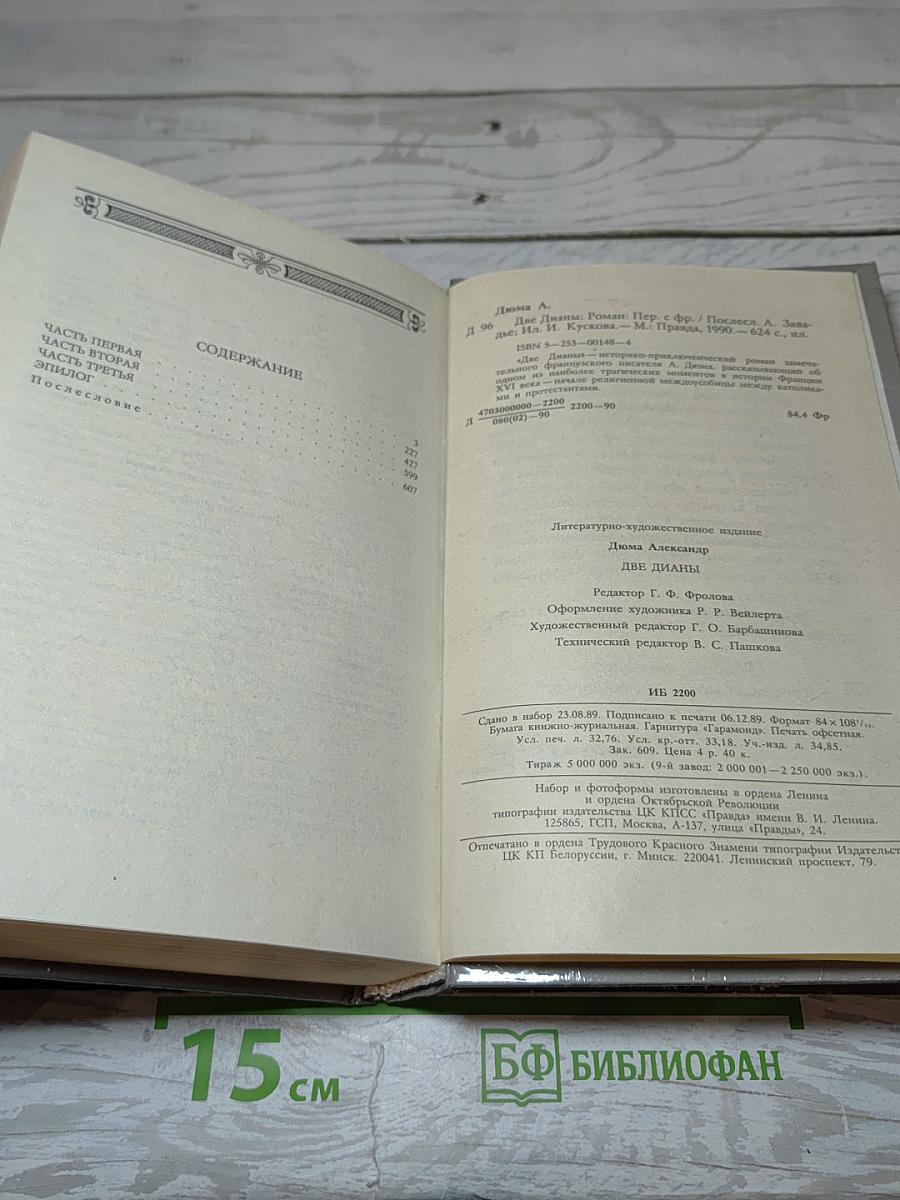 СОДЕРЖАНИЕ
ЧАСТЬ ПЕРВАЯ . . . 3
ЧАСТЬ ВТОРАЯ . . . 227
ЧАСТЬ ТРЕТЬЯ . . . 427
ЭПИЛОГ . . . 599
Послесловие . . . 607
Дюма А.
Д 96 Две Дианы: Роман: Пер. с фр. / Послесл. А. Зава-
дье; Ил. И. Кускова.— М.: Правда, 1990.— 624 с., ил.
ISBN 5—253—00148—4
«Две Дианы» — историко-приключенческий роман замеча-
тельного французского писателя А. Дюма, рассказывающий об
одном из наиболее трагических моментов в истории Франции
XVI века — начале религиозной междоусобицы между католика-
ми и протестантами.
Д 4703000000—2200 / 080(02)—90 2200—90 84.4 Фр
Литературно-художественное издание
Дюма Александр
ДВЕ ДИАНЫ
Редактор Г. Ф. Фролова
Оформление художника Р. Р. Вейлерта
Художественный редактор Г. О. Барбашинова
Технический редактор В. С. Пашкова
ИБ 2200
Сдано в набор 23.08.89. Подписано к печати 06.12.89. Формат 84×108¹/₃₂.
Бумага книжно-журнальная. Гарнитура «Гарамонд». Печать офсетная.
Усл. печ. л. 32,76. Усл. кр.-отт. 33,18. Уч.-изд. л. 34,85.
Зак. 609. Цена 4 р. 40 к.
Тираж 5 000 000 экз. (9-й завод: 2 000 001—2 250 000 экз.).
Набор и фотоформы изготовлены в ордена Ленина
и ордена Октябрьской Революции
типографии издательства ЦК КПСС «Правда» имени В. И. Ленина.
125865, ГСП, Москва, А-137, улица «Правды», 24.
Отпечатано в ордена Трудового Красного Знамени типографии Издательст
ЦК КП Белоруссии, г. Минск. 220041. Ленинский проспект, 79.
15 см
БФ БИБЛИОФАН